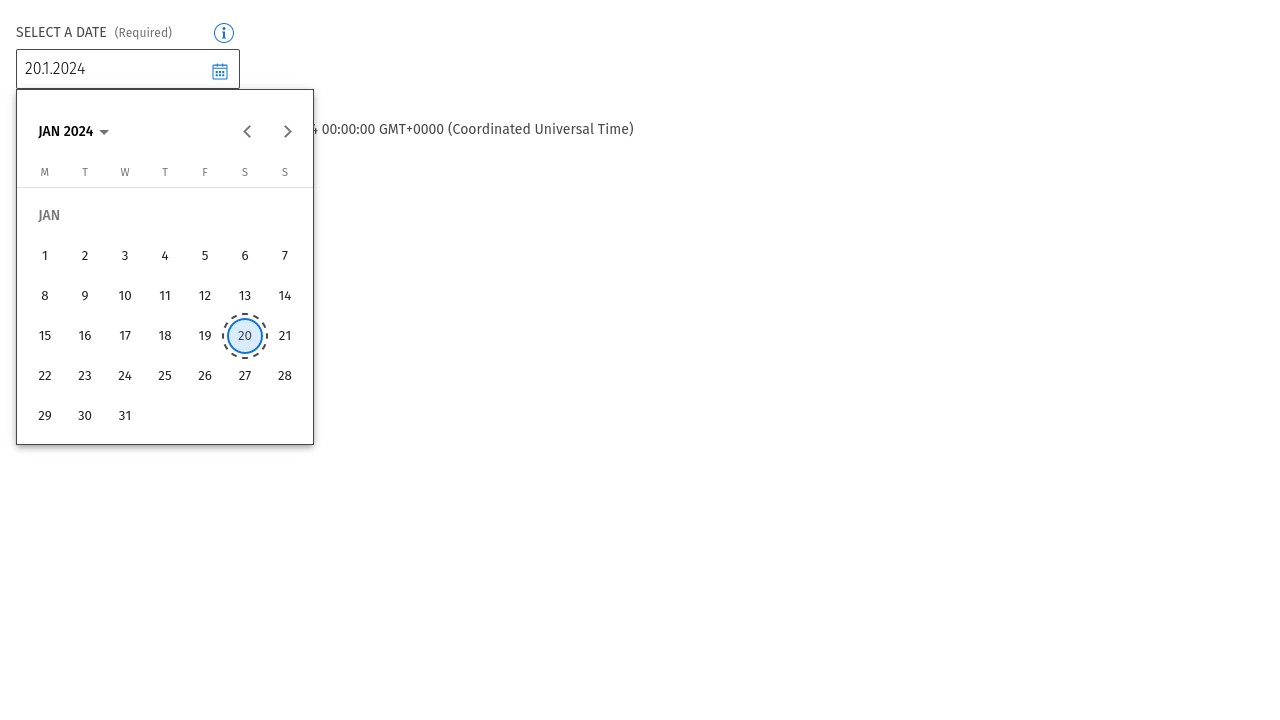 SELECT A DATE (Required)
20.1.2024
JAN 2024
00:00:00 GMT+0000 (Coordinated Universal Time)
M T W T F S S
JAN
1 2 3 4 5 6 7
8 9 10 11 12 13 14
15 16 17 18 19 20 21
22 23 24 25 26 27 28
29 30 31